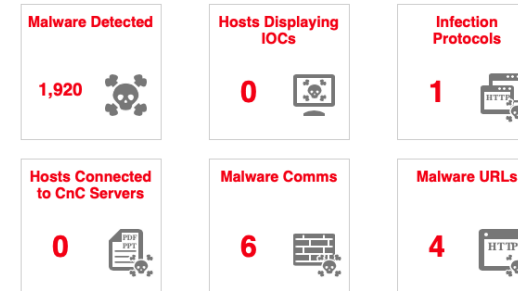 Malware Detected
1,920
Hosts Displaying
IOCs
0
Infection
Protocols
1
HTTP
Hosts Connected
to CnC Servers
0
PDF
PPT
Malware Comms
6
Malware URLs
4
HTTP